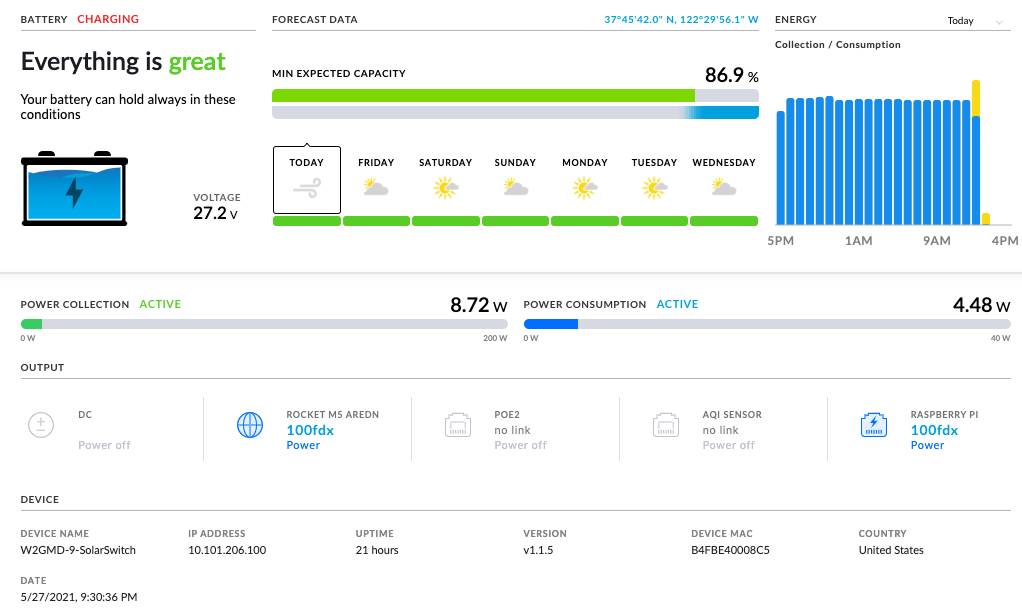 BATTERY CHARGING
Everything is great
Your battery can hold always in these
conditions
VOLTAGE
27.2 V
FORECAST DATA 37°45'42.0" N, 122°29'56.1" W
MIN EXPECTED CAPACITY 86.9 %
TODAY FRIDAY SATURDAY SUNDAY MONDAY TUESDAY WEDNESDAY
ENERGY Today
Collection / Consumption
5PM 1AM 9AM 4PM
POWER COLLECTION ACTIVE 8.72 W
0 W 200 W
POWER CONSUMPTION ACTIVE 4.48 W
0 W 40 W
OUTPUT
DC
Power off
ROCKET M5 AREDN
100fdx
Power
POE2
no link
Power off
AQI SENSOR
no link
Power off
RASPBERRY PI
100fdx
Power
DEVICE
DEVICE NAME
W2GMD-9-SolarSwitch
IP ADDRESS
10.101.206.100
UPTIME
21 hours
VERSION
v1.1.5
DEVICE MAC
B4FBE40008C5
COUNTRY
United States
DATE
5/27/2021, 9:30:36 PM